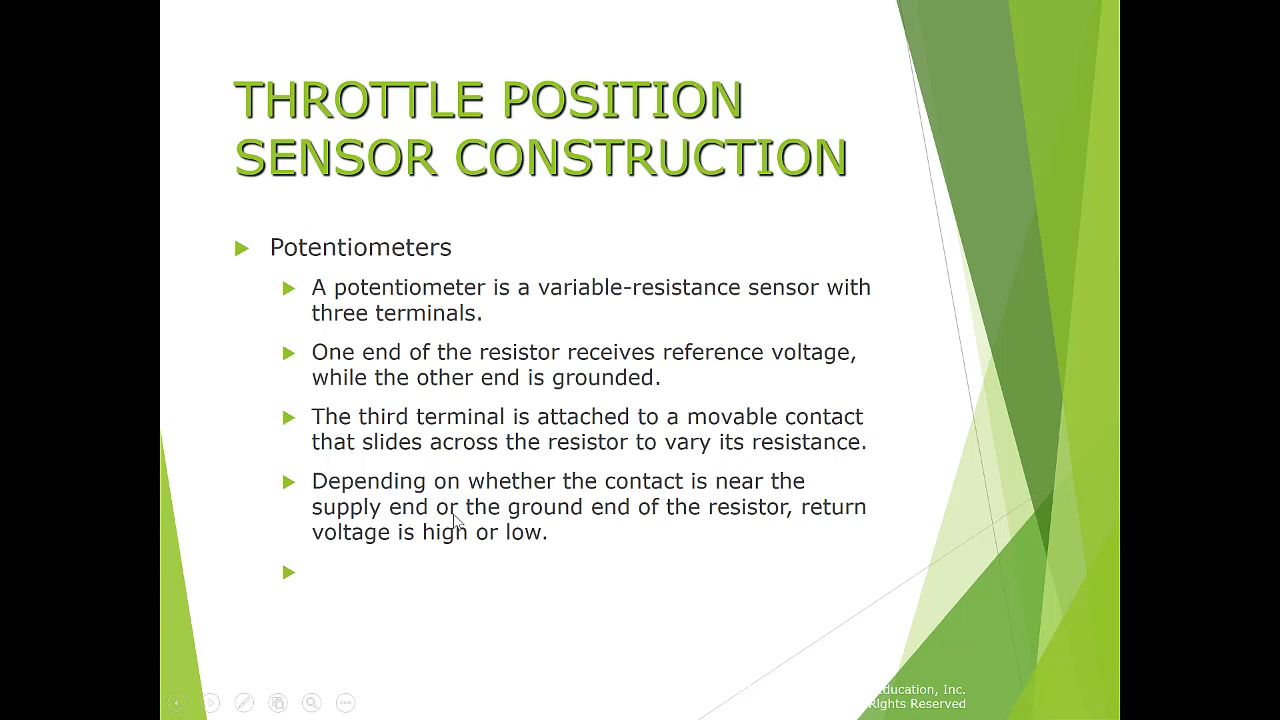 THROTTLE POSITION
SENSOR CONSTRUCTION
Potentiometers
A potentiometer is a variable-resistance sensor with
three terminals.
One end of the resistor receives reference voltage,
while the other end is grounded.
The third terminal is attached to a movable contact
that slides across the resistor to vary its resistance.
Depending on whether the contact is near the
supply end or the ground end of the resistor, return
voltage is high or low.
Inc.
Rights Reserved